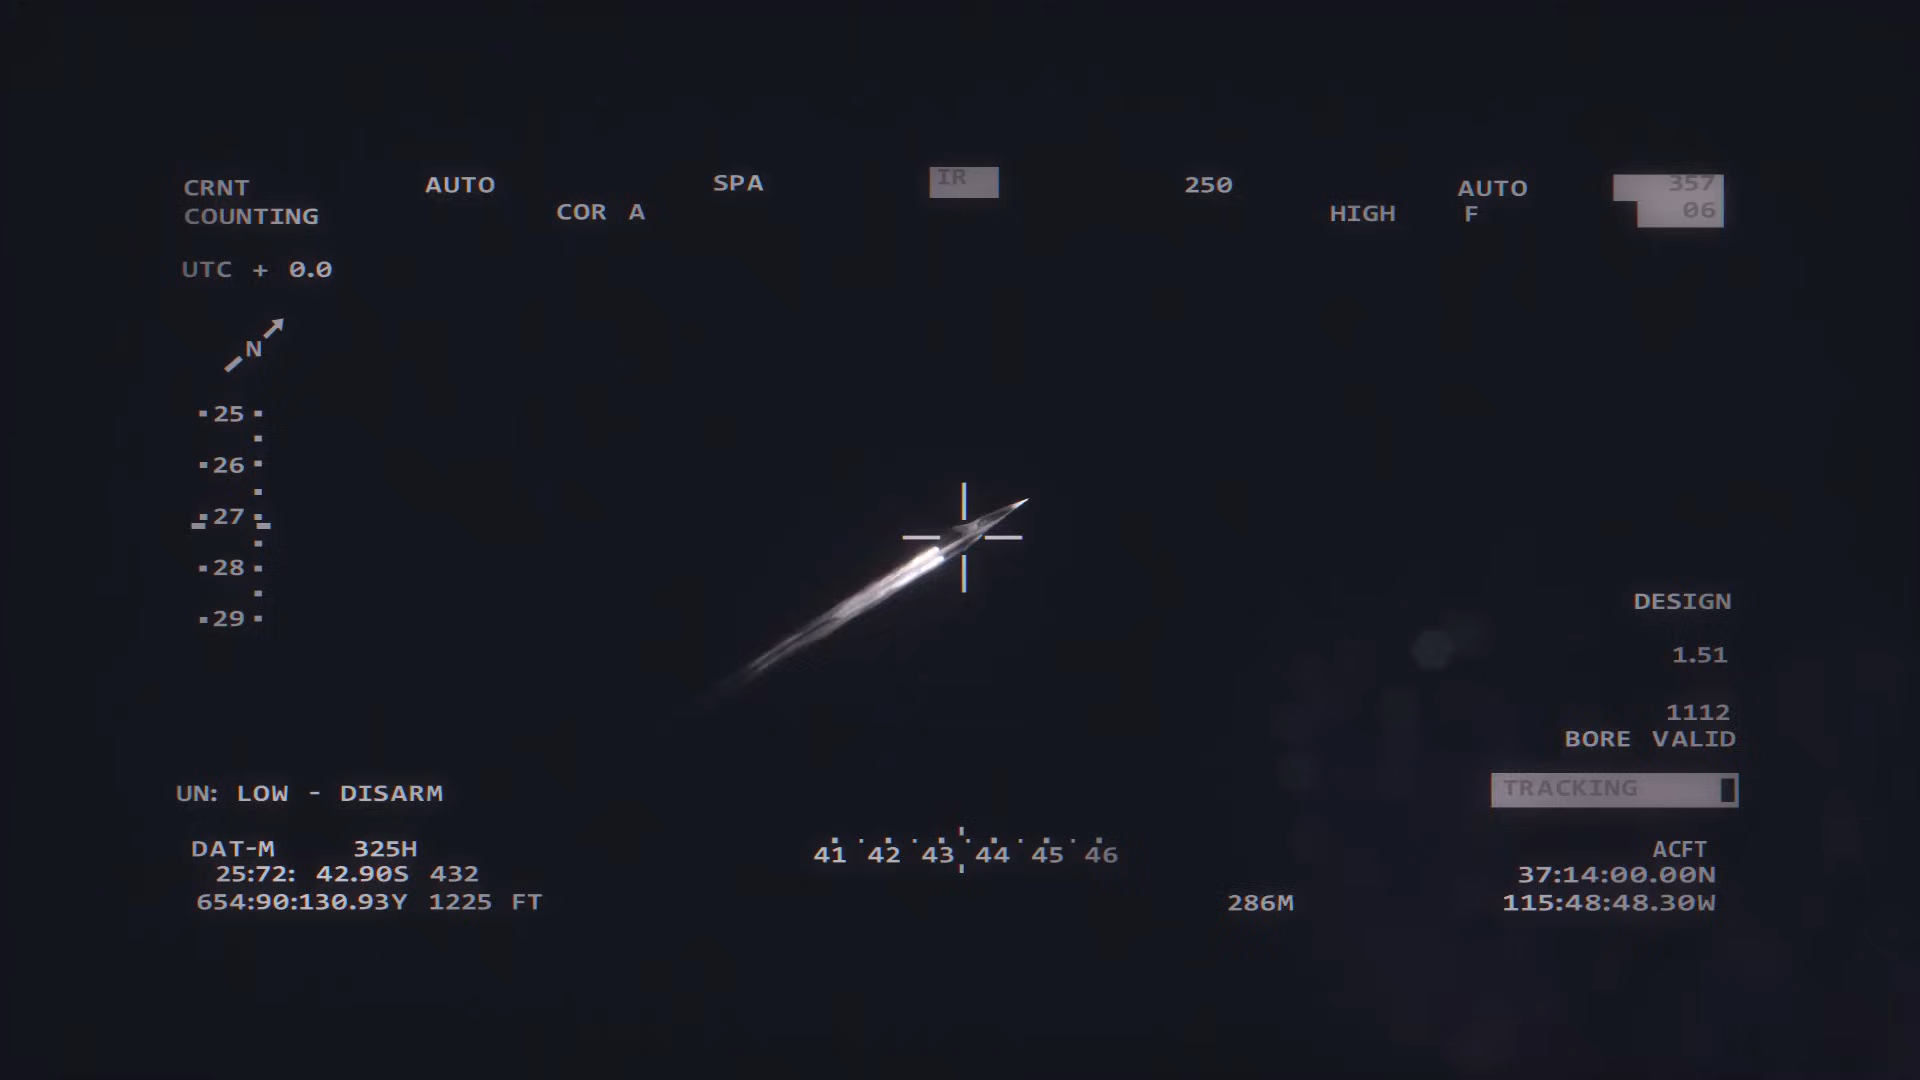 CRNT
COUNTING
AUTO
COR A
SPA
IR
250
HIGH
AUTO
F
357
06
UTC + 0.0
N
25
26
27
28
29
DESIGN
1.51
1112
BORE VALID
TRACKING
UN: LOW - DISARM
DAT-M 325H
25:72: 42.90S 432
654:90:130.93Y 1225 FT
41 42 43 44 45 46
286M
ACFT
37:14:00.00N
115:48:48.30W